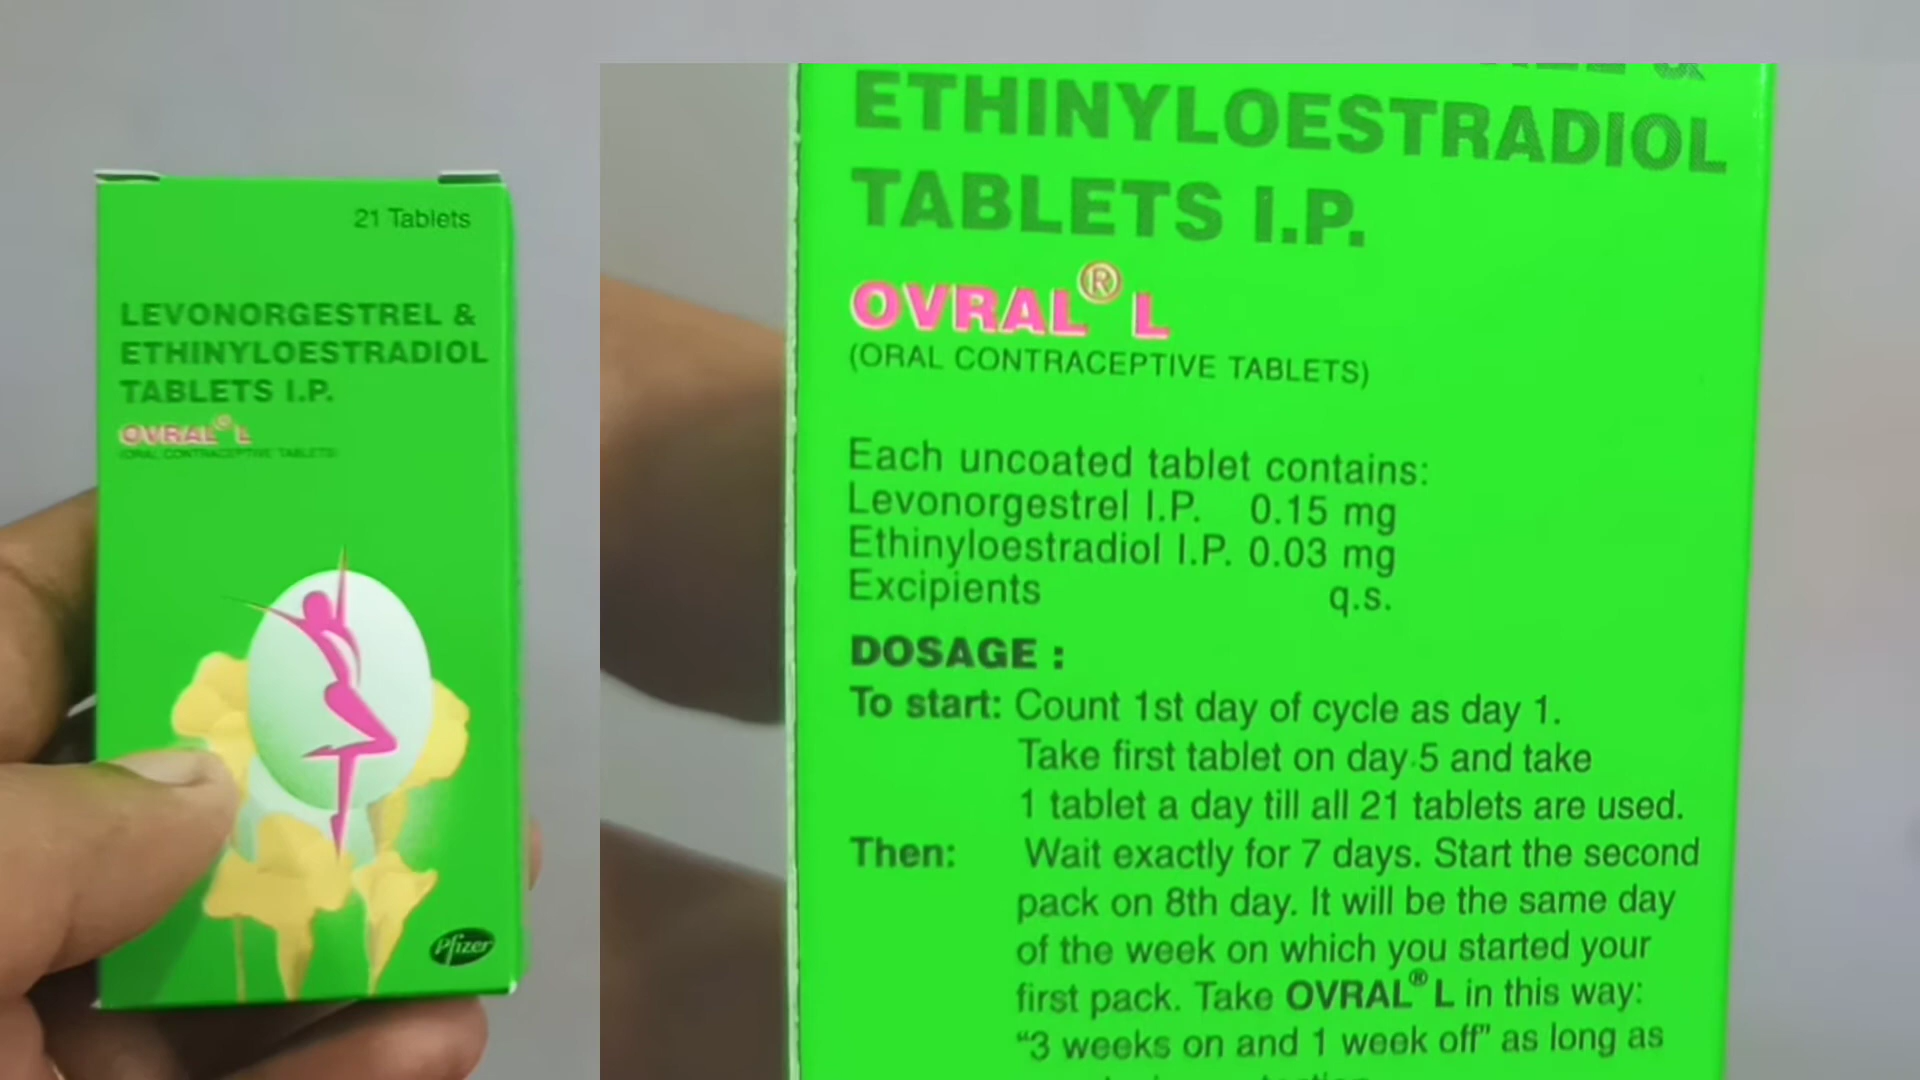 21 Tablets
LEVONORGESTREL &
ETHINYLOESTRADIOL
TABLETS I.P.
OVRAL® L
(ORAL CONTRACEPTIVE TABLETS)
Pfizer
ETHINYLOESTRADIOL
TABLETS I.P.
OVRAL® L
(ORAL CONTRACEPTIVE TABLETS)
Each uncoated tablet contains:
Levonorgestrel I.P. 0.15 mg
Ethinyloestradiol I.P. 0.03 mg
Excipients q.s.
DOSAGE :
To start: Count 1st day of cycle as day 1.
Take first tablet on day 5 and take
1 tablet a day till all 21 tablets are used.
Then: Wait exactly for 7 days. Start the second
pack on 8th day. It will be the same day
of the week on which you started your
first pack. Take OVRAL® L in this way:
“3 weeks on and 1 week off” as long as